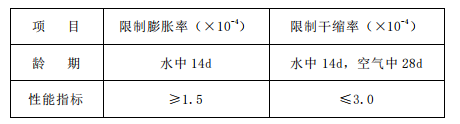 项 目 限制膨胀率（×10⁻⁴） 限制干缩率（×10⁻⁴）
龄 期 水中 14d 水中 14d，空气中 28d
性能指标 ≥1.5 ≤3.0